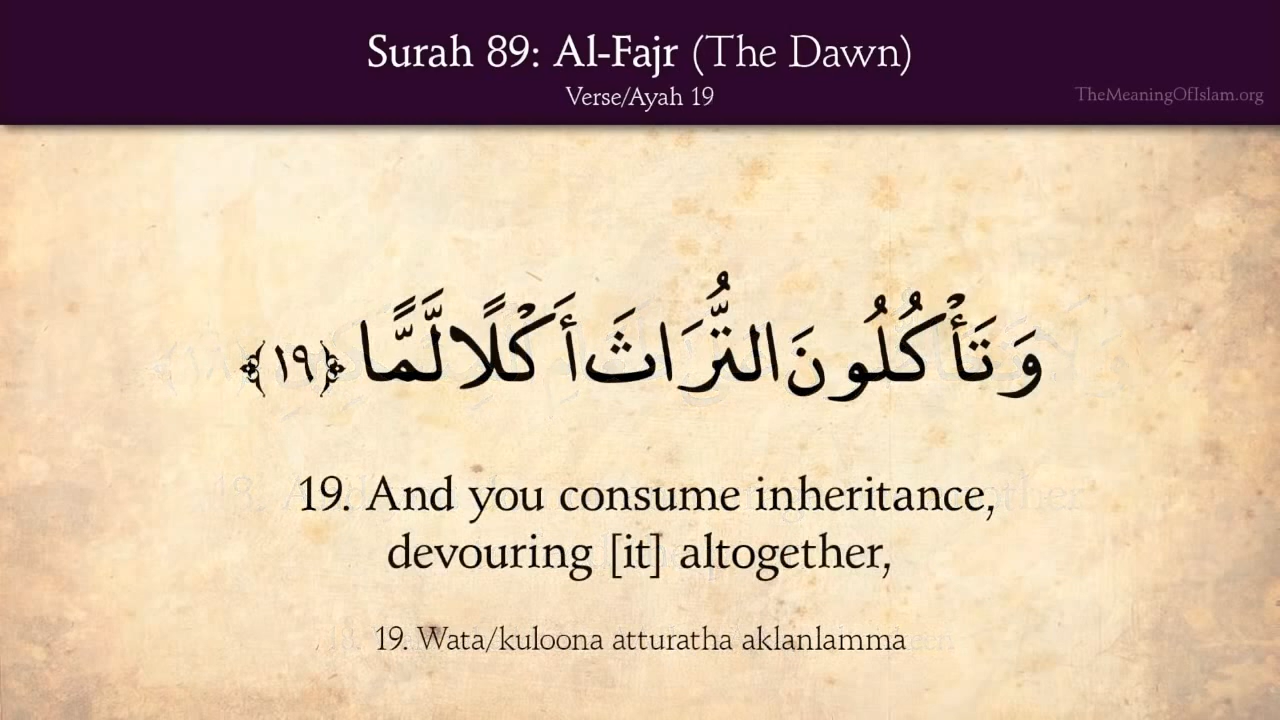 Surah 89: Al-Fajr (The Dawn)
Verse/Ayah 19
TheMeaningOfIslam.org
وَتَأْكُلُونَ التُّرَاثَ أَكْلًا لَّمًّا ﴿١٩﴾
19. And you consume inheritance,
devouring [it] altogether,
19. Wata/kuloona atturatha aklanlamma